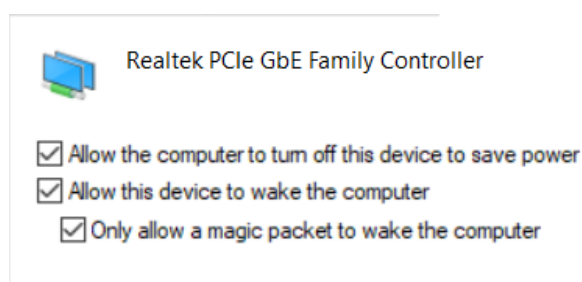 Realtek PCIe GbE Family Controller
Allow the computer to turn off this device to save power
Allow this device to wake the computer
Only allow a magic packet to wake the computer